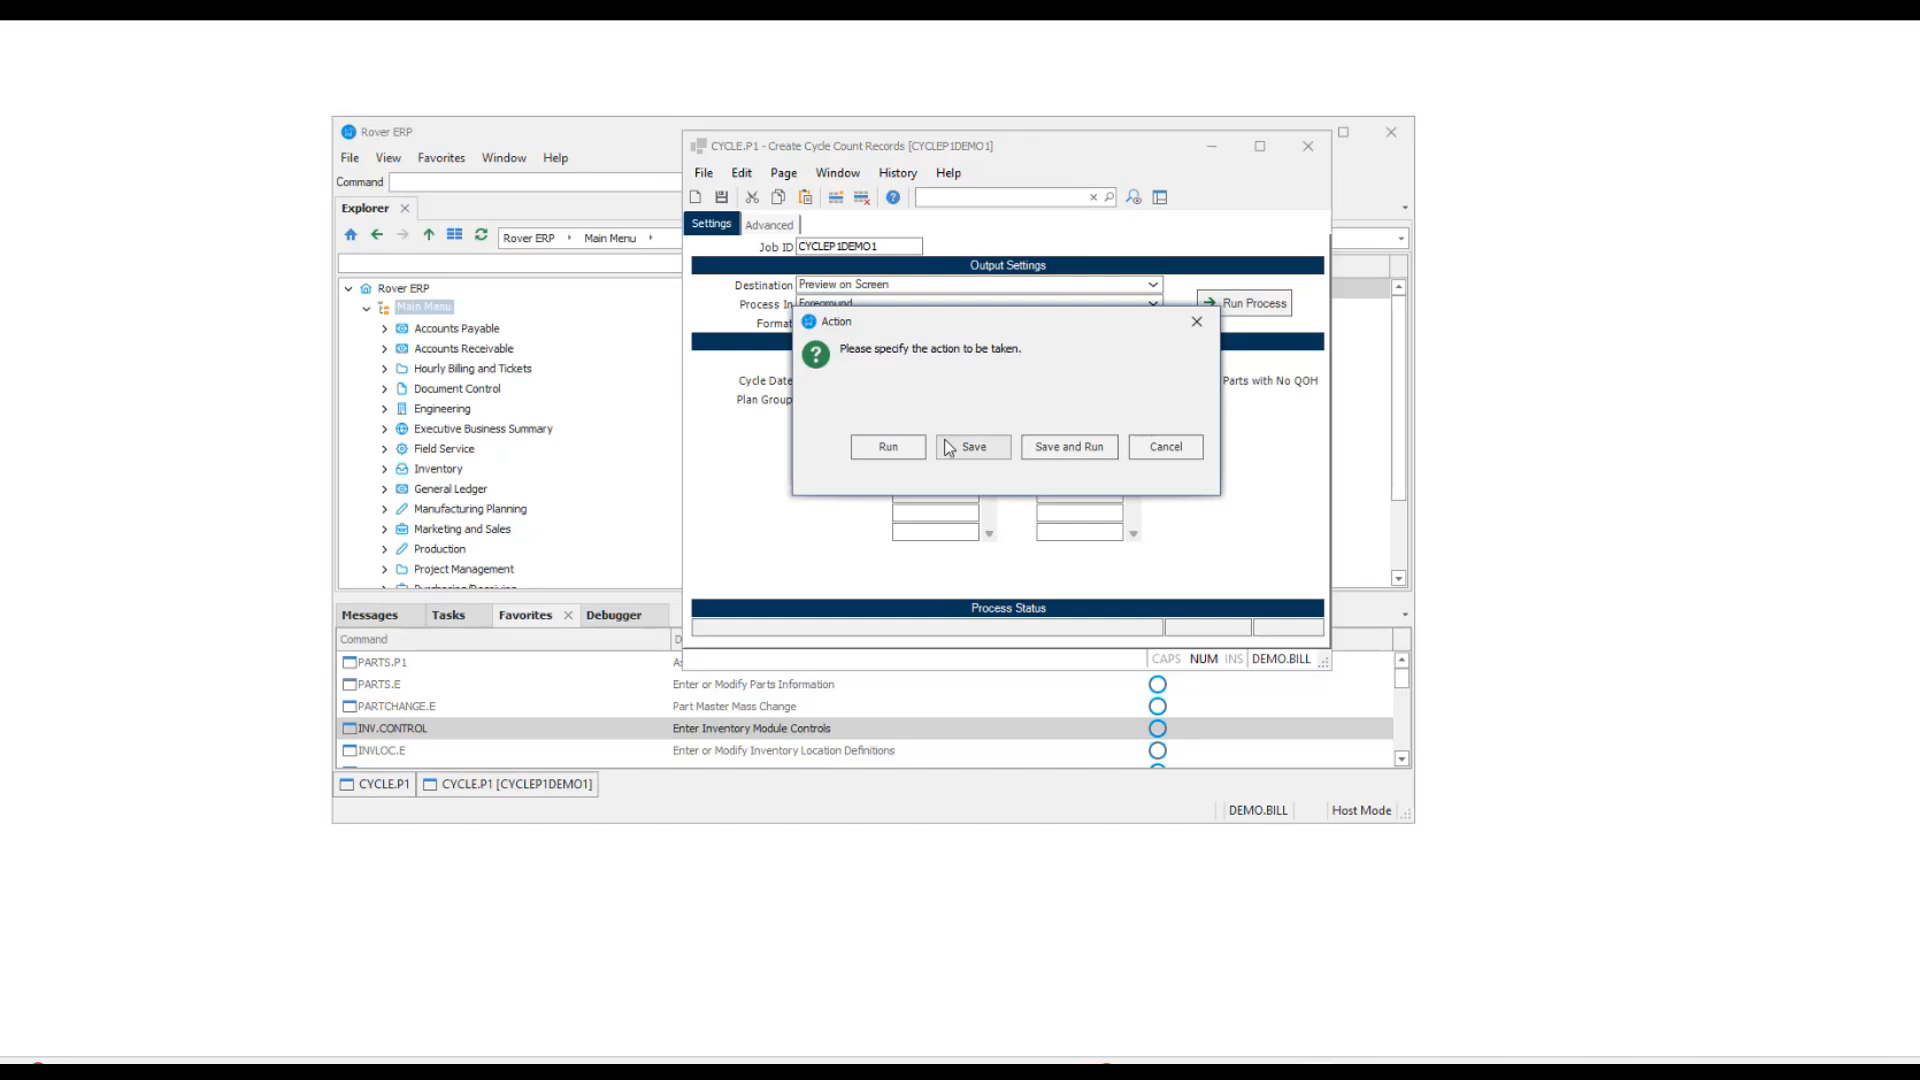 Rover ERP
File View Favorites Window Help
Command
Explorer
Rover ERP Main Menu
Rover ERP
Main Menu
Accounts Payable
Accounts Receivable
Hourly Billing and Tickets
Document Control
Engineering
Executive Business Summary
Field Service
Inventory
General Ledger
Manufacturing Planning
Marketing and Sales
Production
Project Management
CYCLE.P1 - Create Cycle Count Records [CYCLEP1DEMO1]
File Edit Page Window History Help
Settings Advanced
Job ID CYCLEP1DEMO1
Output Settings
Destination Preview on Screen
Process In Foreground
Run Process
Format
Cycle Date
Parts with No QOH
Plan Group
Action
Please specify the action to be taken.
Run Save Save and Run Cancel
Process Status
CAPS NUM INS DEMO.BILL
Messages Tasks Favorites Debugger
Command D
PARTS.P1 As
PARTS.E Enter or Modify Parts Information
PARTCHANGE.E Part Master Mass Change
INV.CONTROL Enter Inventory Module Controls
INVLOC.E Enter or Modify Inventory Location Definitions
CYCLE.P1 CYCLE.P1 [CYCLEP1DEMO1]
DEMO.BILL Host Mode